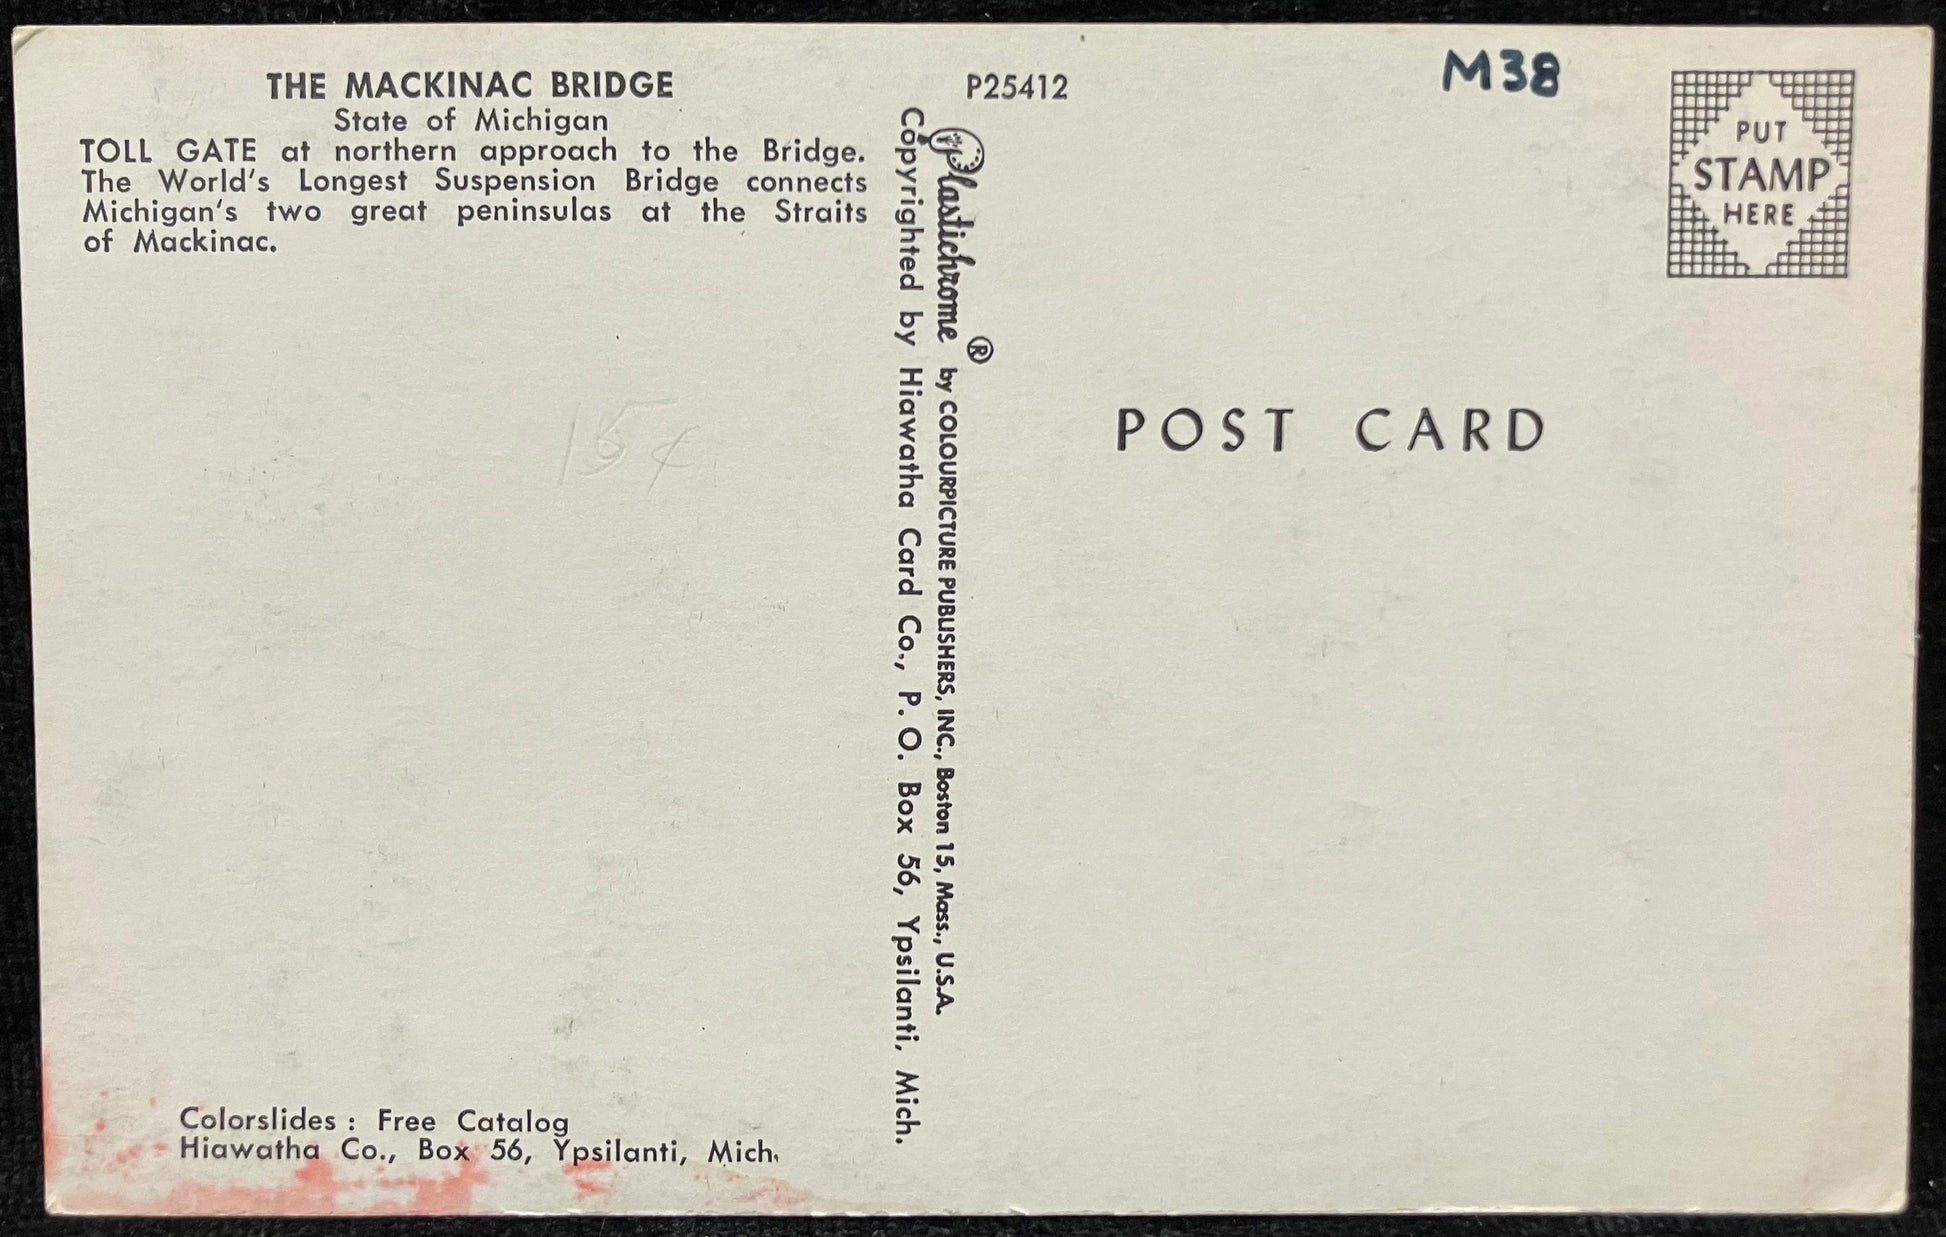 THE MACKINAC BRIDGE
State of Michigan
TOLL GATE at northern approach to the Bridge.
The World's Longest Suspension Bridge connects
Michigan's two great peninsulas at the Straits
of Mackinac.
15¢
Colorslides : Free Catalog
Hiawatha Co., Box 56, Ypsilanti, Mich.
P25412
Plastichrome ® by COLOURPICTURE PUBLISHERS, INC., Boston 15, Mass., U.S.A.
Copyrighted by Hiawatha Card Co., P. O. Box 56, Ypsilanti, Mich.
M38
PUT
STAMP
HERE
POST CARD